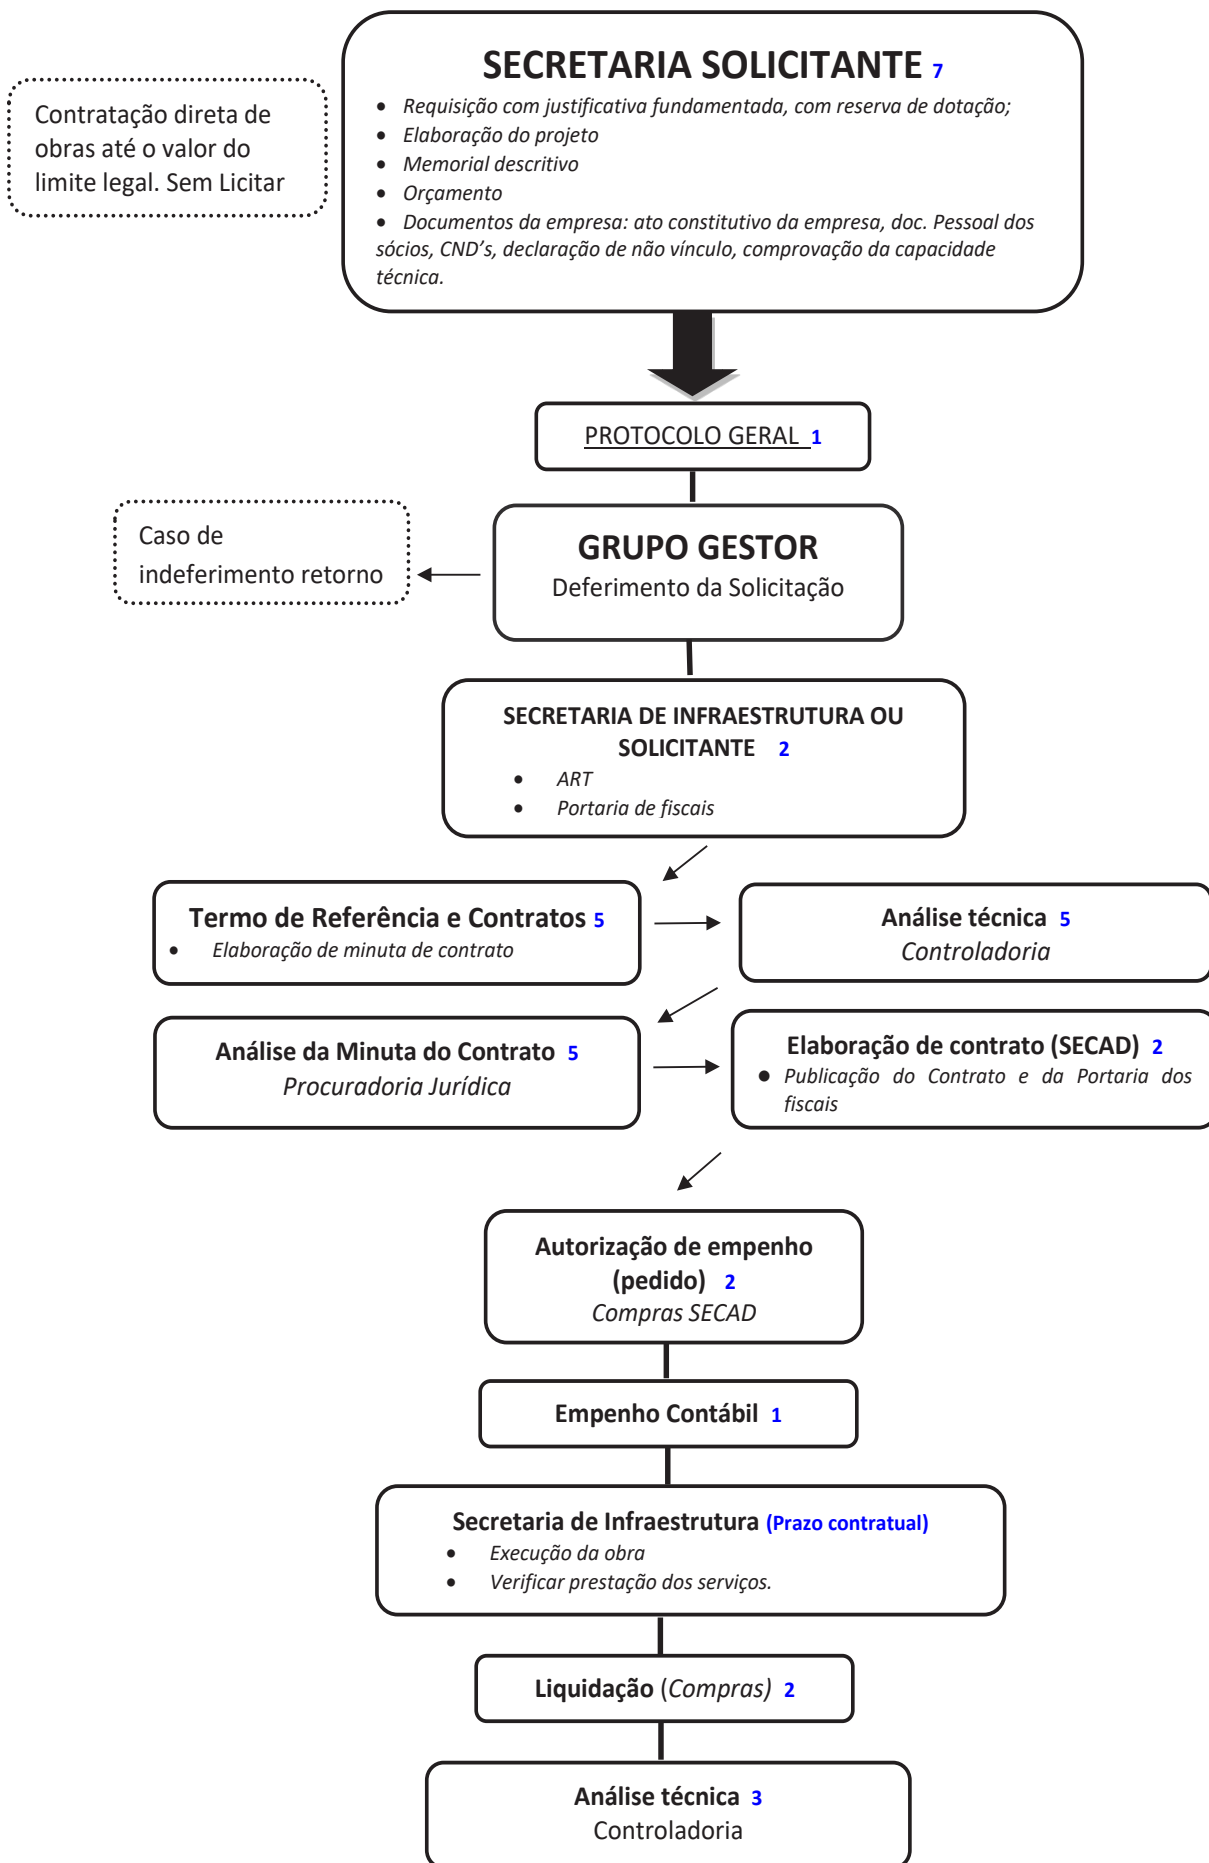 SECRETARIA SOLICITANTE 7
• Requisição com justificativa fundamentada, com reserva de dotação;
• Elaboração do projeto
• Memorial descritivo
• Orçamento
• Documentos da empresa: ato constitutivo da empresa, doc. Pessoal dos
sócios, CND’s, declaração de não vínculo, comprovação da capacidade
técnica.
Contratação direta de
obras até o valor do
limite legal. Sem Licitar
PROTOCOLO GERAL 1
GRUPO GESTOR
Deferimento da Solicitação
Caso de
indeferimento retorno
SECRETARIA DE INFRAESTRUTURA OU
SOLICITANTE 2
• ART
• Portaria de fiscais
Termo de Referência e Contratos 5
• Elaboração de minuta de contrato
Análise técnica 5
Controladoria
Análise da Minuta do Contrato 5
Procuradoria Jurídica
Elaboração de contrato (SECAD) 2
• Publicação do Contrato e da Portaria dos
fiscais
Autorização de empenho
(pedido) 2
Compras SECAD
Empenho Contábil 1
Secretaria de Infraestrutura (Prazo contratual)
• Execução da obra
• Verificar prestação dos serviços.
Liquidação (Compras) 2
Análise técnica 3
Controladoria